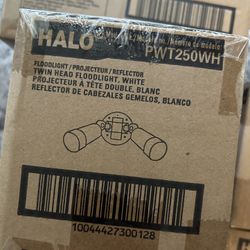 HALO
PWT250WH
FLOODLIGHT / PROJECTEUR / REFLECTOR
TWIN HEAD FLOODLIGHT, WHITE
PROJECTEUR À TÊTE DOUBLE, BLANC
REFLECTOR DE CABEZALES GEMELOS, BLANCO
10044427300128